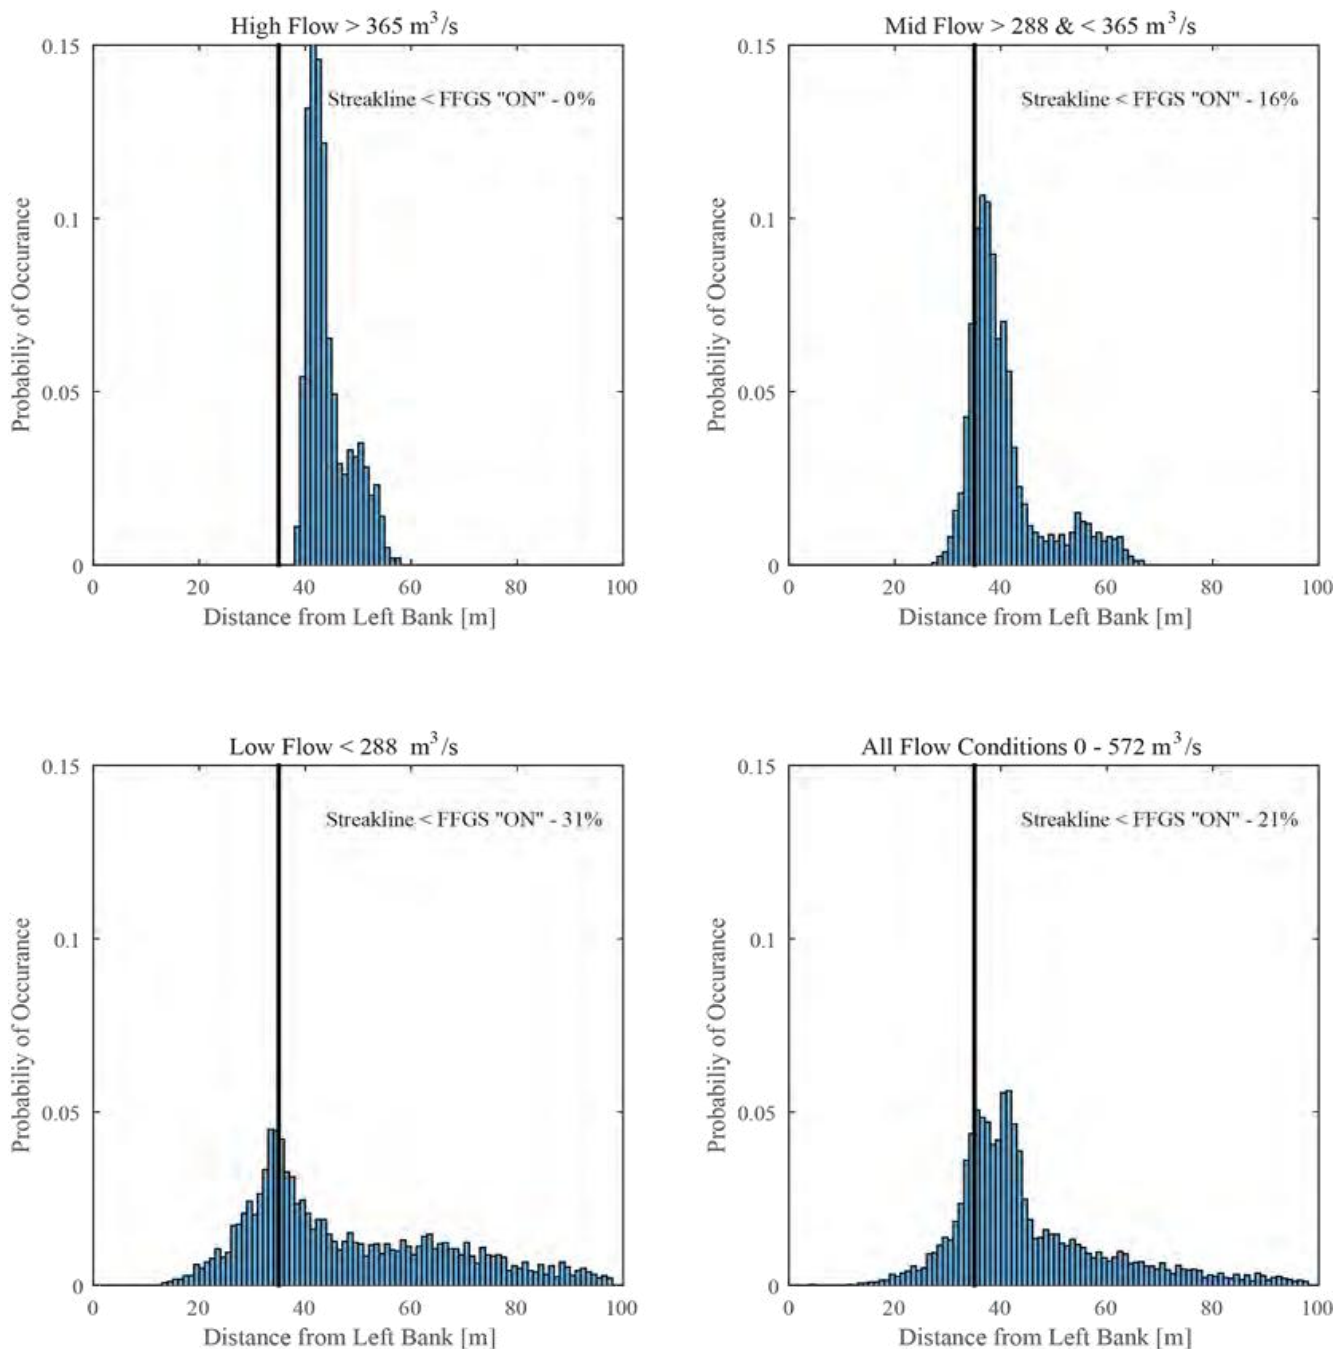 High Flow > 365 m³/s
Streakline < FFGS "ON" - 0%
Probabiliy of Occurance
0.15
0.1
0.05
0
0 20 40 60 80 100
Distance from Left Bank [m]
Mid Flow > 288 & < 365 m³/s
Streakline < FFGS "ON" - 16%
Probabiliy of Occurance
0.15
0.1
0.05
0
0 20 40 60 80 100
Distance from Left Bank [m]
Low Flow < 288 m³/s
Streakline < FFGS "ON" - 31%
Probabiliy of Occurance
0.15
0.1
0.05
0
0 20 40 60 80 100
Distance from Left Bank [m]
All Flow Conditions 0 - 572 m³/s
Streakline < FFGS "ON" - 21%
Probabiliy of Occurance
0.15
0.1
0.05
0
0 20 40 60 80 100
Distance from Left Bank [m]